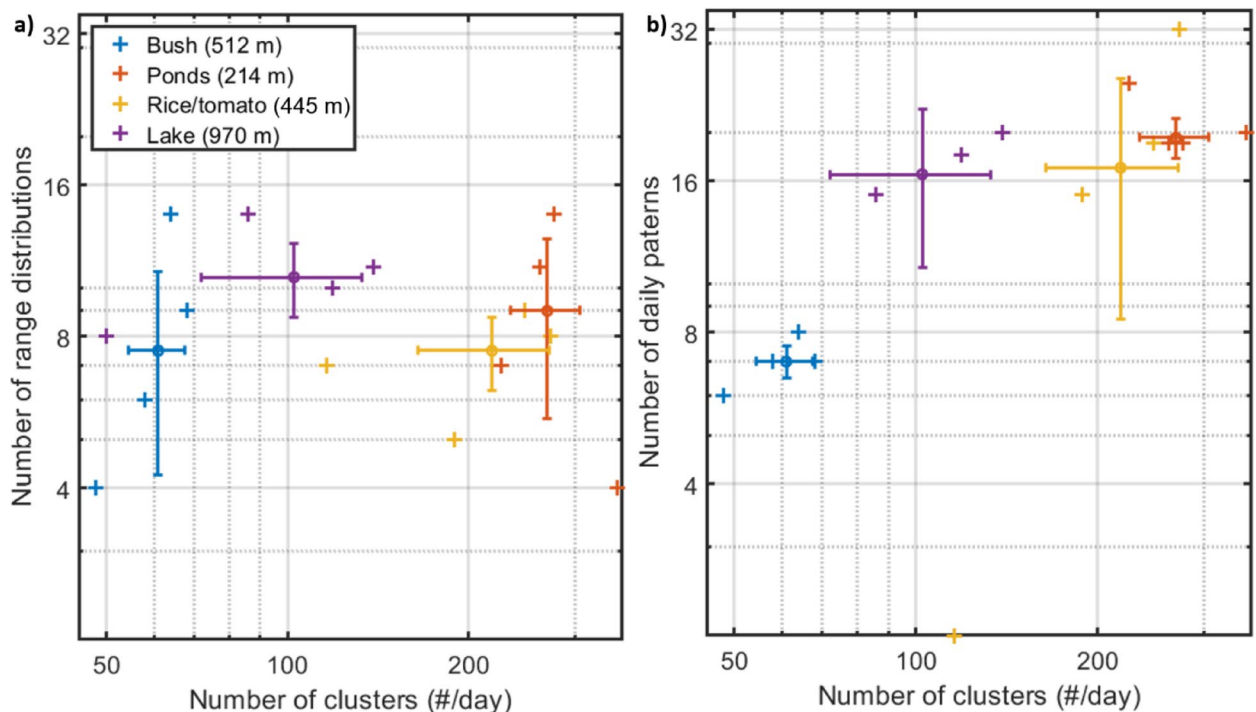 a)
32
16
8
4
50 100 200
Number of range distributions
Number of clusters (#/day)
Bush (512 m)
Ponds (214 m)
Rice/tomato (445 m)
Lake (970 m)
b)
32
16
8
4
50 100 200
Number of daily paterns
Number of clusters (#/day)